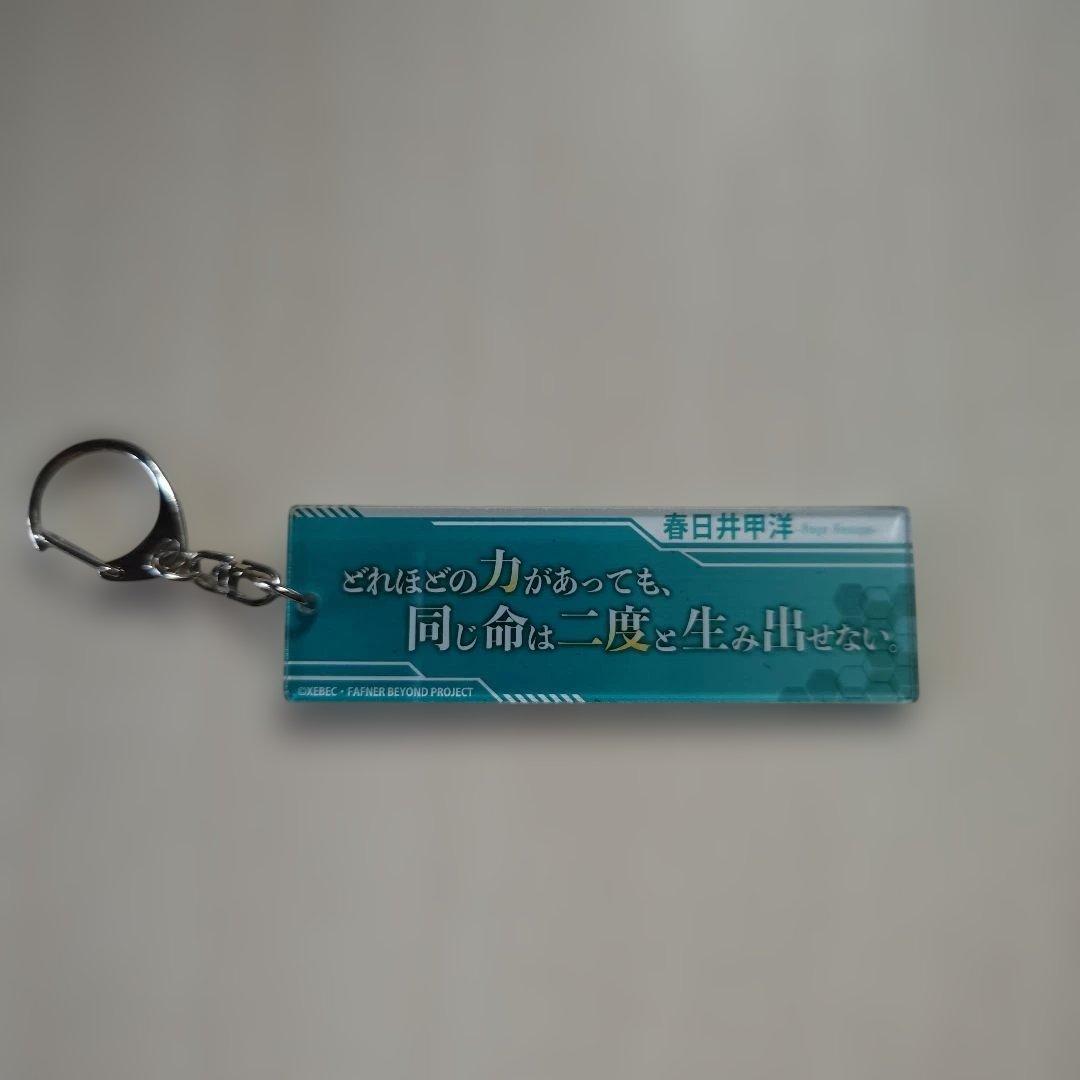 春日井甲洋
どれほどの力があっても、
同じ命は二度と生み出せない。
©XEBEC・FAFNER BEYOND PROJECT